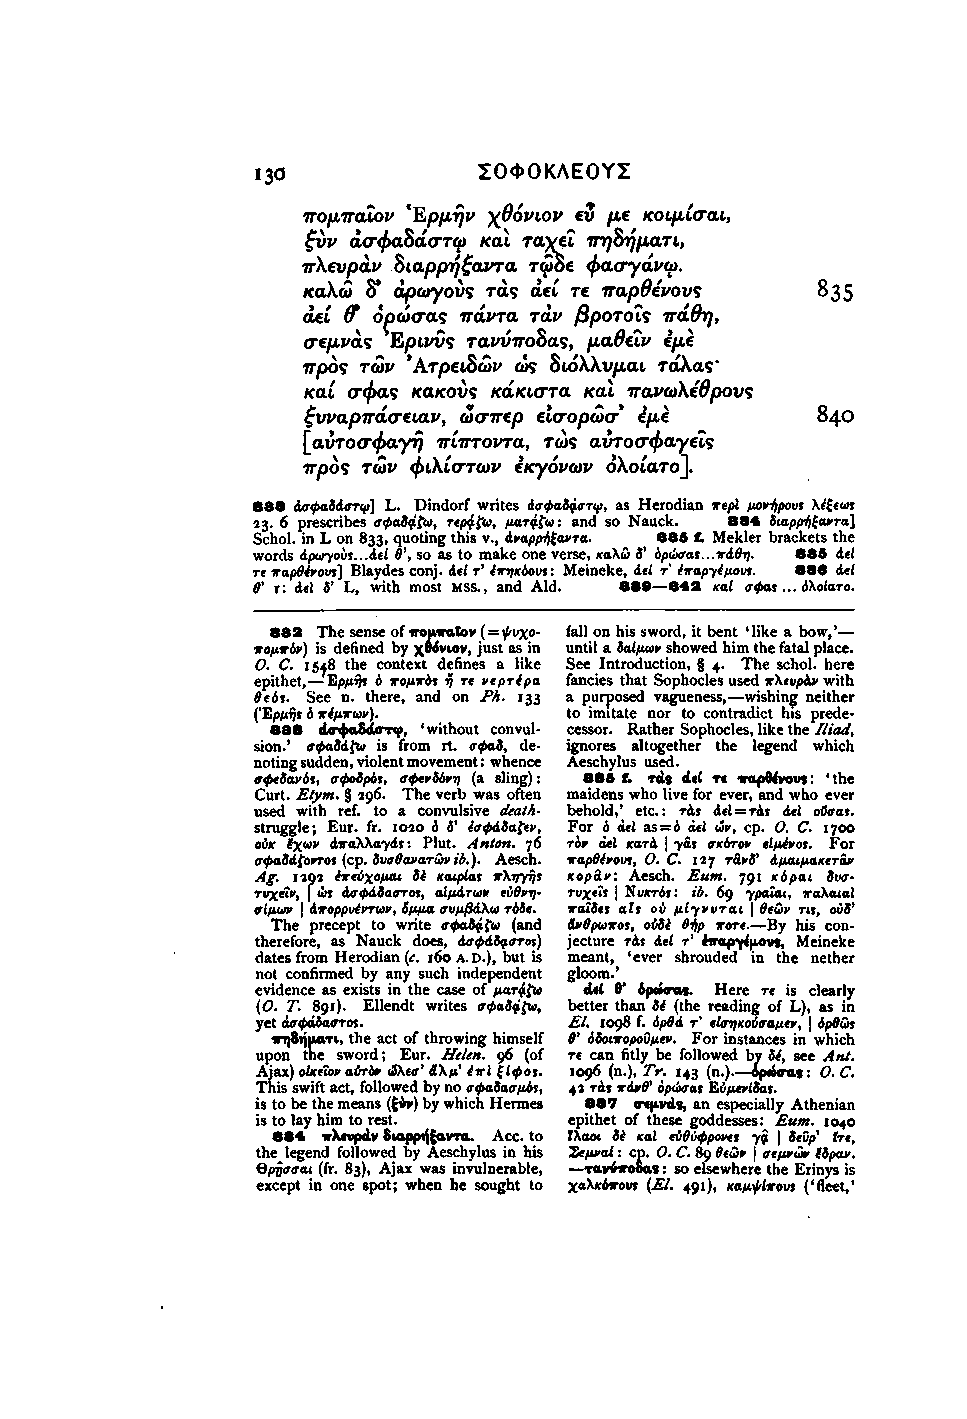 130 ΣΟΦΟΚΛΕΟΥΣ
πομπαῖον Ἑρμῆν χθόνιον εὖ με κοιμίσαι,
ξὺν ἀσφαδάστῳ καὶ ταχεῖ πηδήματι,
πλευρὰν διαρρήξαντα τῷδε φασγάνῳ.
καλῶ δ’ ἀρωγοὺς τὰς ἀεί τε παρθένους 835
ἀεί θ’ ὁρώσας πάντα τἀν βροτοῖς πάθη,
σεμνὰς Ἐρινῦς τανύποδας, μαθεῖν ἐμὲ
πρὸς τῶν Ἀτρειδῶν ὡς διόλλυμαι τάλας·
καί σφας κακοὺς κάκιστα καὶ πανωλέθρους
ξυναρπάσειαν, ὥσπερ εἰσορῶσ’ ἐμὲ 840
[αὐτοσφαγῆ πίπτοντα, τὼς αὐτοσφαγεῖς
πρὸς τῶν φιλίστων ἐκγόνων ὀλοίατο].
833 ἀσφαδάστῳ] L. Dindorf writes ἀσφαδᾴστῳ, as Herodian περὶ μονήρους λέξεως
23. 6 prescribes σφαδᾴζω, τερᾴζω, ματᾴζω: and so Nauck. 834 διαρρήξαντα]
Schol. in L on 833, quoting this v., ἀναρρήξαντα. 835 f. Mekler brackets the
words ἀρωγοὺς...ἀεὶ θ’, so as to make one verse, καλῶ δ’ ὁρώσας...πάθη. 835 ἀεί
τε παρθένους] Blaydes conj. ἀεί τ’ ἐπηκόους: Meineke, ἀεί τ’ ἐπαργέμους. 836 ἀεί
θ’ r: ἀεὶ δ’ L, with most MSS., and Ald. 839—842 καί σφας ... ὀλοίατο.
832 The sense of πομπαῖον (=ψυχο-
πομπόν) is defined by χθόνιον, just as in
O. C. 1548 the context defines a like
epithet,—Ἑρμῆς ὁ πομπὸς ἥ τε νερτέρα
θεός. See n. there, and on Ph. 133
(Ἑρμῆς ὁ πέμπων).
833 ἀσφαδάστῳ, ‘without convul-
sion.’ σφαδάζω is from rt. σφαδ, de-
noting sudden, violent movement: whence
σφεδανός, σφοδρός, σφενδόνη (a sling):
Curt. Etym. § 296. The verb was often
used with ref. to a convulsive death-
struggle; Eur. fr. 1020 ὁ δ’ ἐσφάδαζεν,
οὐκ ἔχων ἀπαλλαγάς: Plut. Anton. 76
σφαδάζοντος (cp. δυσθανατῶν ib.). Aesch.
Ag. 1292 ἐπεύχομαι δὲ καιρίας πληγῆς
τυχεῖν, | ὡς ἀσφάδαστος, αἱμάτων εὐθνη-
σίμων | ἀπορρυέντων, ὄμμα συμβάλω τόδε.
The precept to write σφαδᾴζω (and
therefore, as Nauck does, ἀσφάδᾳστος)
dates from Herodian (c. 160 A.D.), but is
not confirmed by any such independent
evidence as exists in the case of ματᾴζω
(O. T. 891). Ellendt writes σφαδᾴζω,
yet ἀσφάδαστος.
πηδήματι, the act of throwing himself
upon the sword; Eur. Helen. 96 (of
Ajax) οἰκεῖον αὐτὸν ὤλεσ’ ἅλμ’ ἐπὶ ξίφος.
This swift act, followed by no σφαδασμός,
is to be the means (ξύν) by which Hermes
is to lay him to rest.
834 πλευρὰν διαρρήξαντα. Acc. to
the legend followed by Aeschylus in his
Θρῇσσαι (fr. 83), Ajax was invulnerable,
except in one spot; when he sought to
fall on his sword, it bent ‘like a bow,’—
until a δαίμων showed him the fatal place.
See Introduction, § 4. The schol. here
fancies that Sophocles used πλευρὰν with
a purposed vagueness,—wishing neither
to imitate nor to contradict his prede-
cessor. Rather Sophocles, like the Iliad,
ignores altogether the legend which
Aeschylus used.
835 f. τὰς ἀεί τε παρθένους: ‘the
maidens who live for ever, and who ever
behold,’ etc.: τὰς ἀεί=τὰς ἀεὶ οὔσας.
For ὁ ἀεὶ as=ὁ ἀεὶ ὤν, cp. O. C. 1700
τὸν ἀεὶ κατὰ | γᾶς σκότον εἱμένος. For
παρθένους, O. C. 127 τᾶνδ’ ἀμαιμακετᾶν
κορᾶν: Aesch. Eum. 791 κόραι δυσ-
τυχεῖς | Νυκτός: ib. 69 γραῖαι, παλαιαὶ
παῖδες αἷς οὐ μίγνυται | θεῶν τις, οὐδ’
ἄνθρωπος, οὐδὲ θήρ ποτε.—By his con-
jecture τὰς ἀεί τ’ ἐπαργέμους, Meineke
meant, ‘ever shrouded in the nether
gloom.’
ἀεί θ’ ὁρώσας. Here τε is clearly
better than δέ (the reading of L), as in
El. 1098 f. ὀρθά τ’ εἰσηκούσαμεν, | ὀρθῶς
θ’ ὁδοιποροῦμεν. For instances in which
τε can fitly be followed by δέ, see Ant.
1096 (n.), Tr. 143 (n.).—ὁρώσας: O. C.
42 τὰς πάνθ’ ὁρώσας Εὐμενίδας.
837 σεμνάς, an especially Athenian
epithet of these goddesses: Eum. 1040
ἵλαοι δὲ καὶ εὐθύφρονες γᾷ | δεῦρ’ ἴτε,
Σεμναί: cp. O. C. 89 θεῶν | σεμνῶν ἕδραν.
—τανύποδας: so elsewhere the Erinys is
χαλκόπους (El. 491), καμψίπους (‘fleet,’